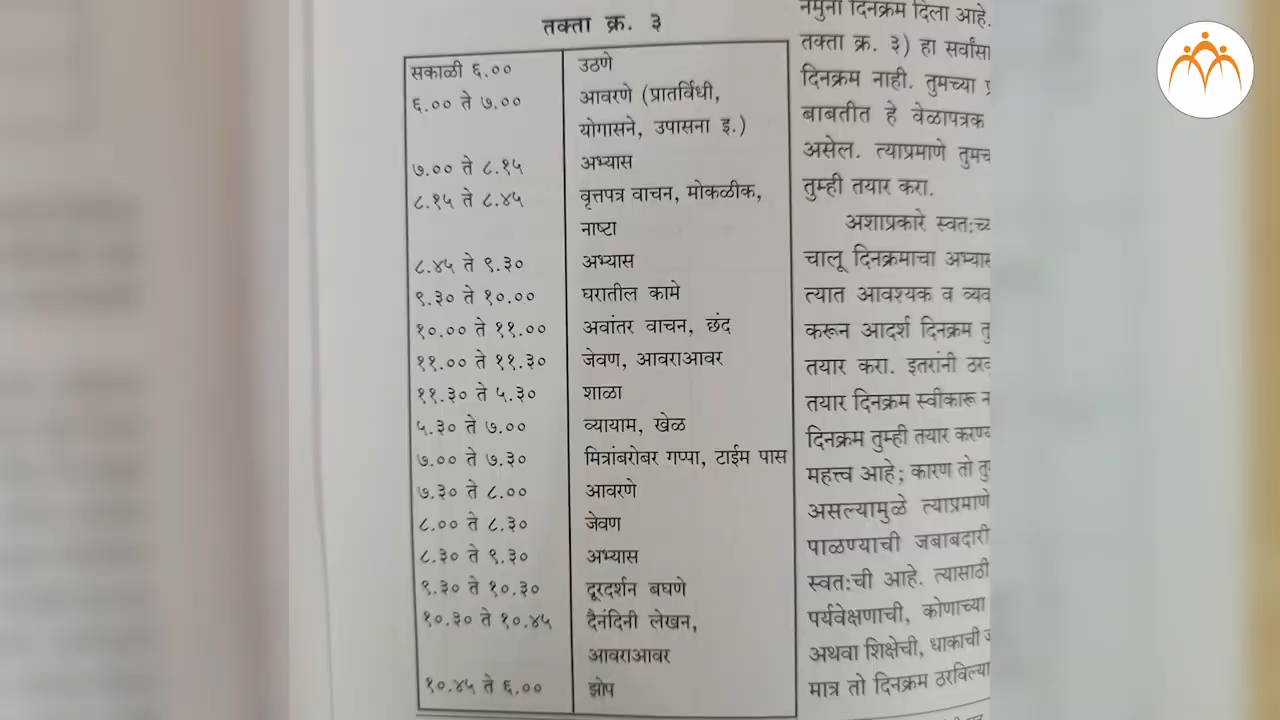 तक्ता क्र. ३
सकाळी ६.०० उठणे
६.०० ते ७.०० आवरणे (प्रातर्विधी,
योगासने, उपासना इ.)
७.०० ते ८.१५ अभ्यास
८.१५ ते ८.४५ वृत्तपत्र वाचन, मोकळीक,
नाष्टा
८.४५ ते ९.३० अभ्यास
९.३० ते १०.०० घरातील कामे
१०.०० ते ११.०० अवांतर वाचन, छंद
११.०० ते ११.३० जेवण, आवराआवर
११.३० ते ५.३० शाळा
५.३० ते ७.०० व्यायाम, खेळ
७.०० ते ७.३० मित्रांबरोबर गप्पा, टाईम पास
७.३० ते ८.०० आवरणे
८.०० ते ८.३० जेवण
८.३० ते ९.३० अभ्यास
९.३० ते १०.३० दूरदर्शन बघणे
१०.३० ते १०.४५ दैनंदिनी लेखन,
आवराआवर
१०.४५ ते ६.०० झोप
नमुना दिनक्रम दिला आहे.
तक्ता क्र. ३) हा
दिनक्रम नाही. तुमच्या
बाबतीत हे वेळापत्रक
असेल. त्याप्रमाणे
तुम्ही तयार करा.
अशाप्रकारे
चालू दिनक्रमाचा
त्यात आवश्यक व
करून आदर्श दिनक्रम
तयार करा. इतरांनी
तयार दिनक्रम स्वीकारू
दिनक्रम तुम्ही तयार
महत्त्व आहे; कारण तो
असल्यामुळे त्याप्रमाणे
पाळण्याची जबाबदारी
स्वतःची आहे. त्यासाठी
पर्यवेक्षणाची, कोणाच्या
अथवा शिक्षेची, धाकाची
मात्र तो दिनक्रम